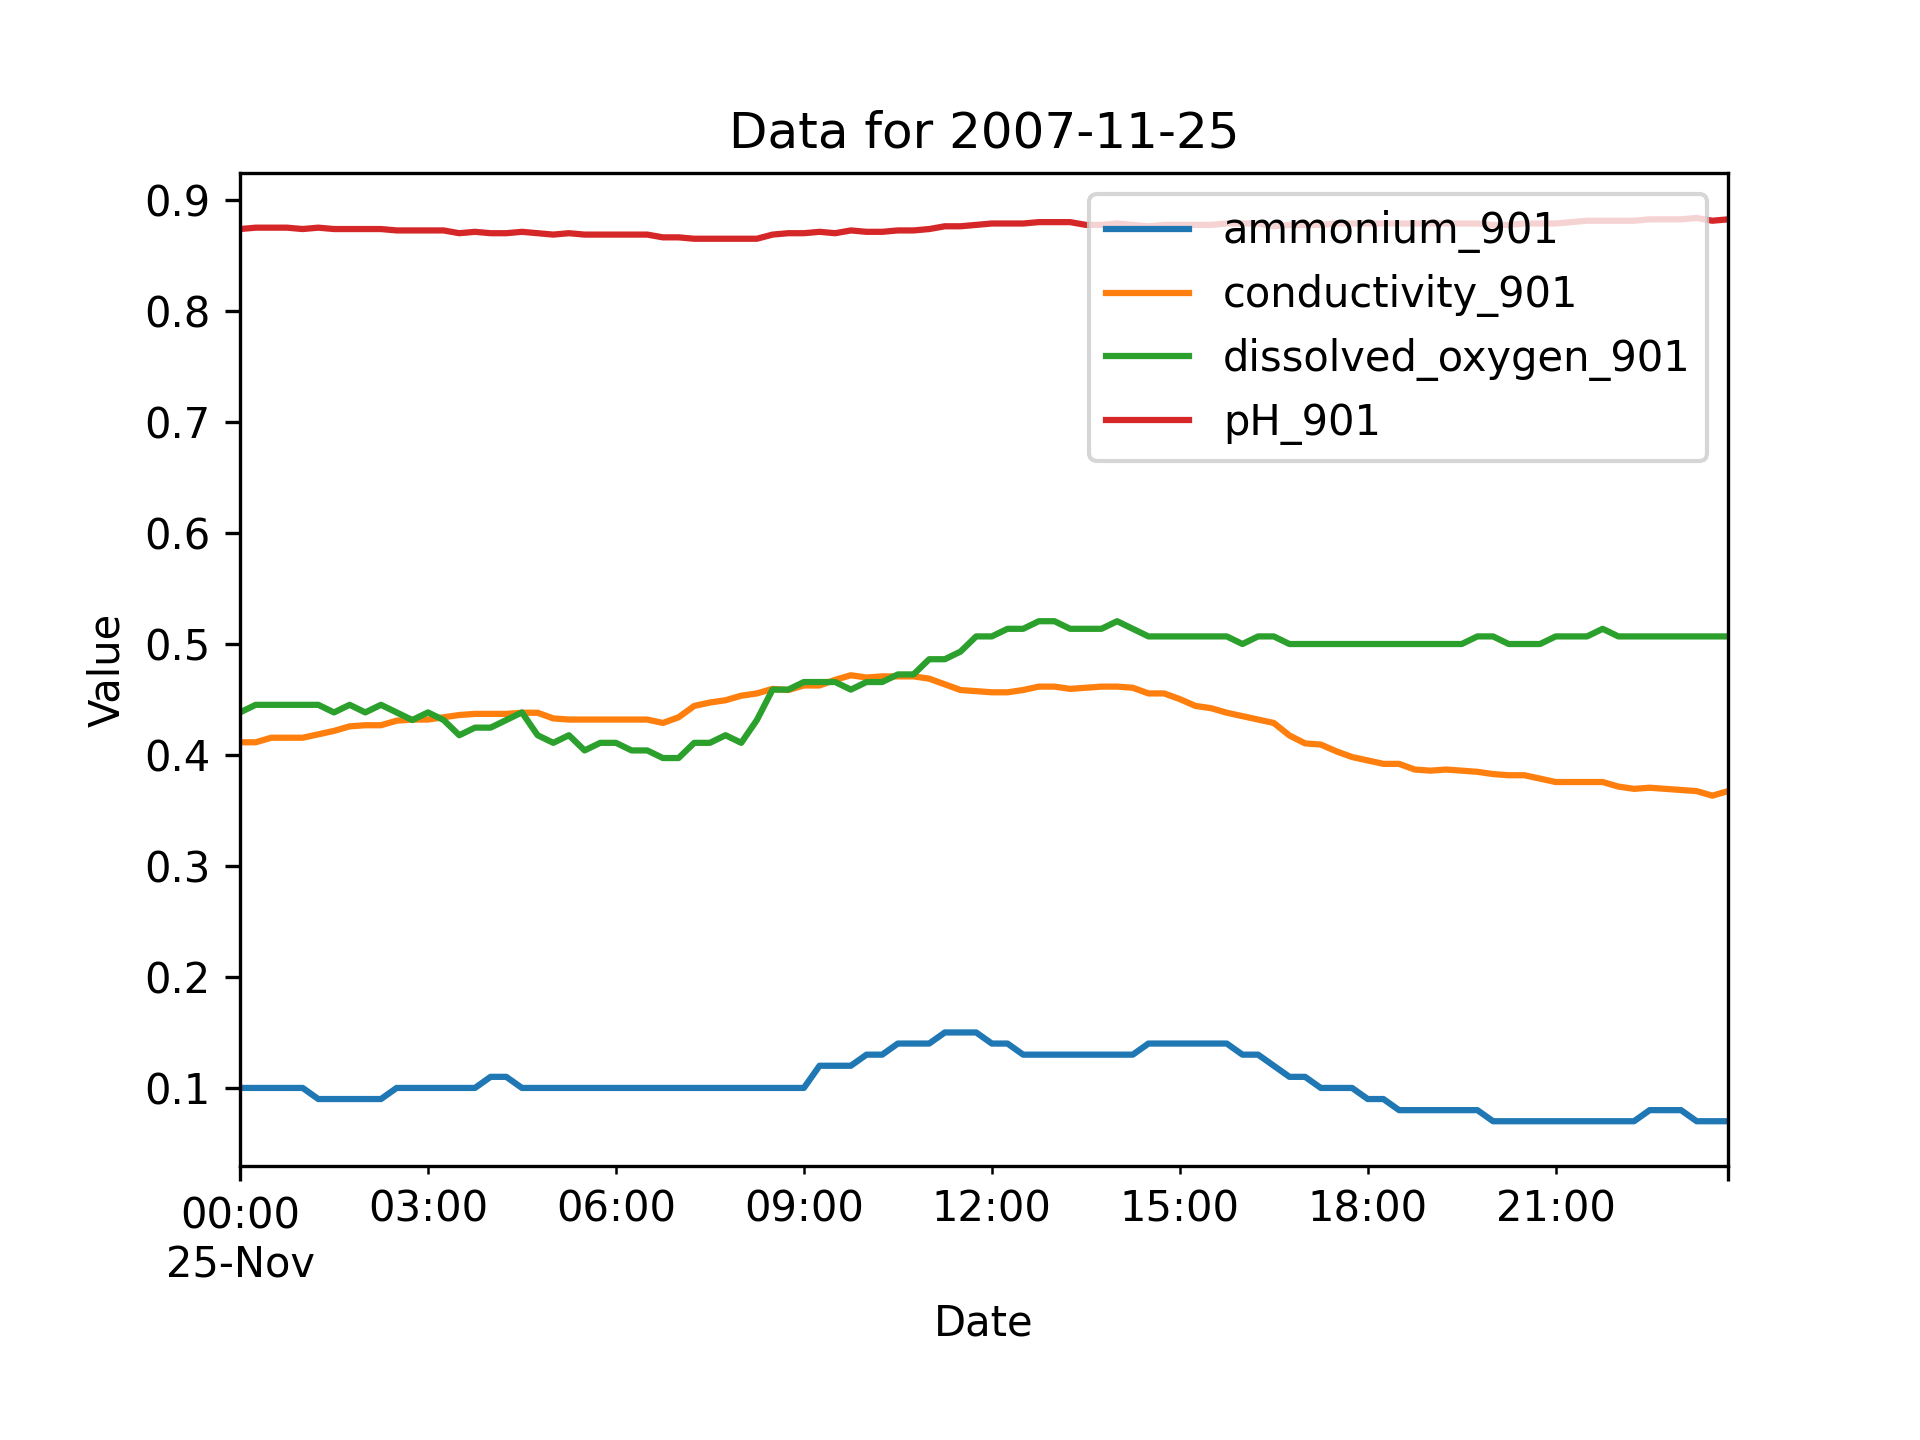 Data for 2007-11-25
0.9
0.8
0.7
0.6
0.5
0.4
0.3
0.2
0.1
Value
ammonium_901
conductivity_901
dissolved_oxygen_901
pH_901
00:00 03:00 06:00 09:00 12:00 15:00 18:00 21:00
25-Nov
Date